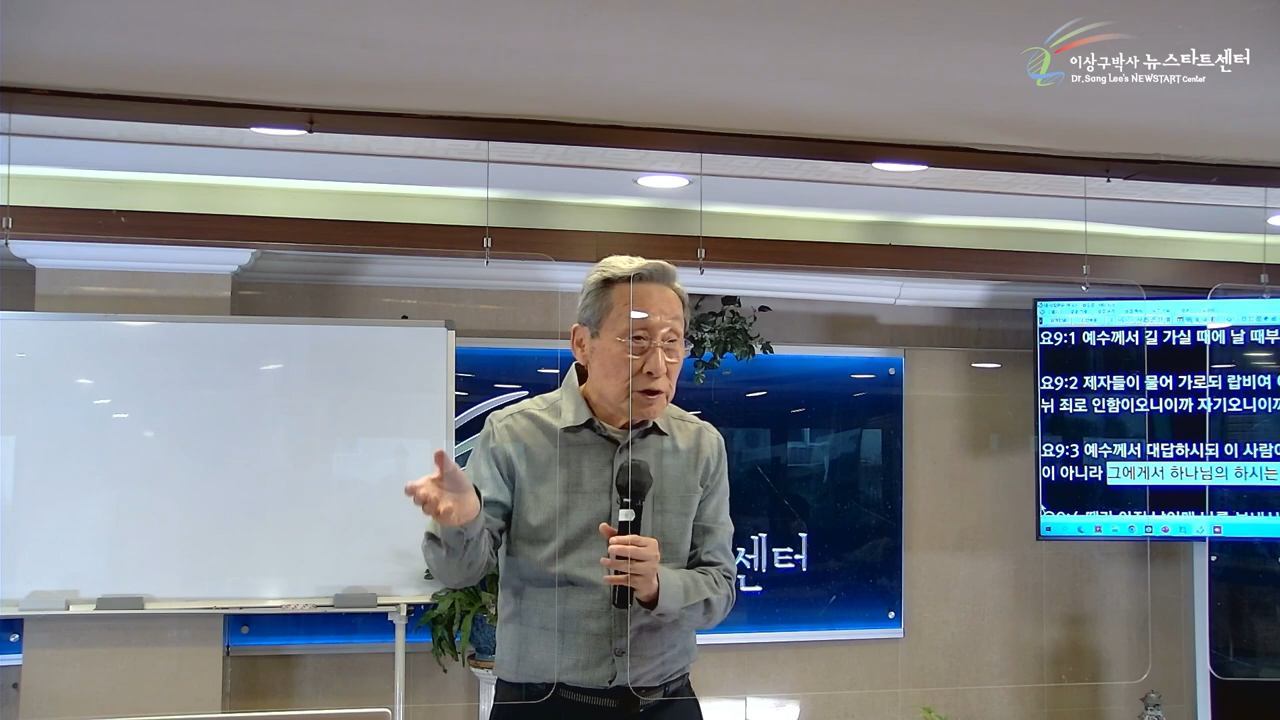 이상구박사 뉴스타트센터
Dr. Sang Lee's NEWSTART Center
요9:1 예수께서 길 가실 때에 날 때부
요9:2 제자들이 물어 가로되 랍비여
뉘 죄로 인함이오니이까 자기오니이까
요9:3 예수께서 대답하시되 이 사람이
이 아니라 그에게서 하나님의 하시는
센터